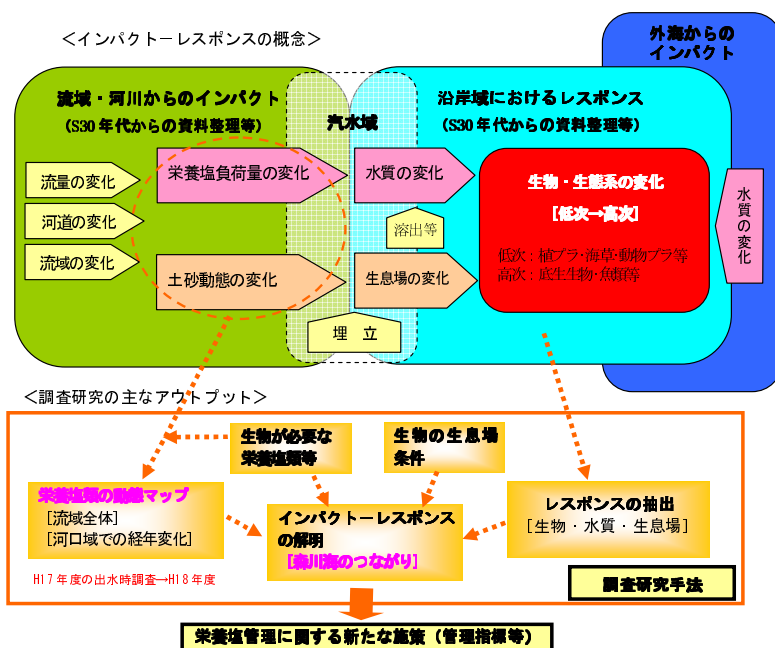 ＜インパクト－レスポンスの概念＞
外海からの
インパクト
流域・河川からのインパクト
（S30年代からの資料整理等）
汽水域
沿岸域におけるレスポンス
（S30年代からの資料整理等）
流量の変化
河道の変化
流域の変化
栄養塩負荷量の変化
土砂動態の変化
水質の変化
溶出等
生息場の変化
埋　立
生物・生態系の変化
［低次→高次］
低次：植プラ・海草・動物プラ等
高次：底生生物・魚類等
水質の変化
＜調査研究の主なアウトプット＞
生物が必要な
栄養塩類等
生物の生息場
条件
栄養塩類の動態マップ
［流域全体］
［河口域での経年変化］
インパクト－レスポンス
の解明
［森川海のつながり］
レスポンスの抽出
［生物・水質・生息場］
H17年度の出水時調査→H18年度
調査研究手法
栄養塩管理に関する新たな施策（管理指標等）